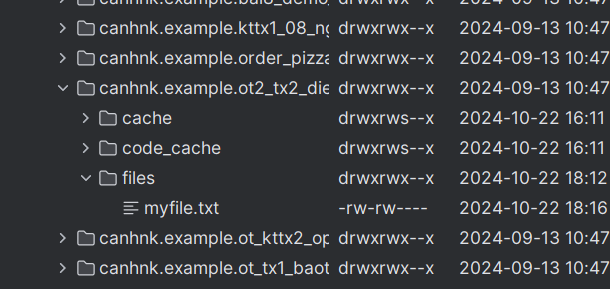 drwxrwx--x 2024-09-13 10:47
canhnk.example.kttx1_08_ng drwxrwx--x 2024-09-13 10:47
canhnk.example.order_pizza drwxrwx--x 2024-09-13 10:47
canhnk.example.ot2_tx2_die drwxrwx--x 2024-09-13 10:47
cache drwxrws--x 2024-10-22 16:11
code_cache drwxrws--x 2024-10-22 16:11
files drwxrwx--x 2024-10-22 18:12
myfile.txt -rw-rw---- 2024-10-22 18:16
canhnk.example.ot_kttx2_op drwxrwx--x 2024-09-13 10:47
canhnk.example.ot_tx1_baot drwxrwx--x 2024-09-13 10:47